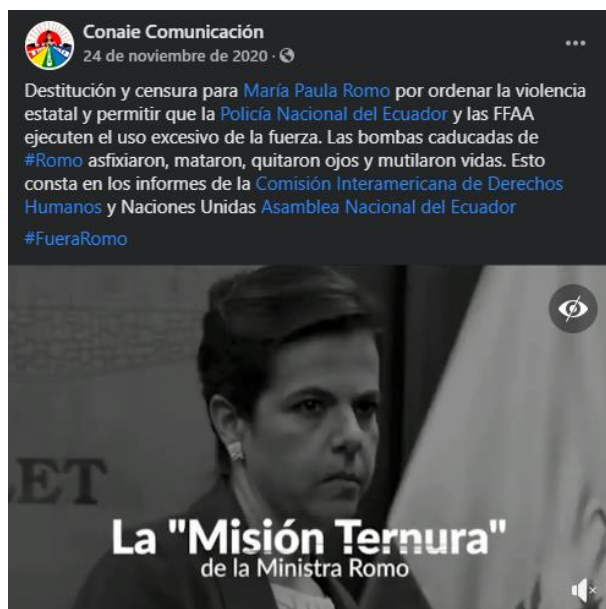 Conaie Comunicación
24 de noviembre de 2020 ·
Destitución y censura para María Paula Romo por ordenar la violencia
estatal y permitir que la Policía Nacional del Ecuador y las FFAA
ejecuten el uso excesivo de la fuerza. Las bombas caducadas de
#Romo asfixiaron, mataron, quitaron ojos y mutilaron vidas. Esto
consta en los informes de la Comisión Interamericana de Derechos
Humanos y Naciones Unidas Asamblea Nacional del Ecuador
#FueraRomo
ET
La "Misión Ternura"
de la Ministra Romo